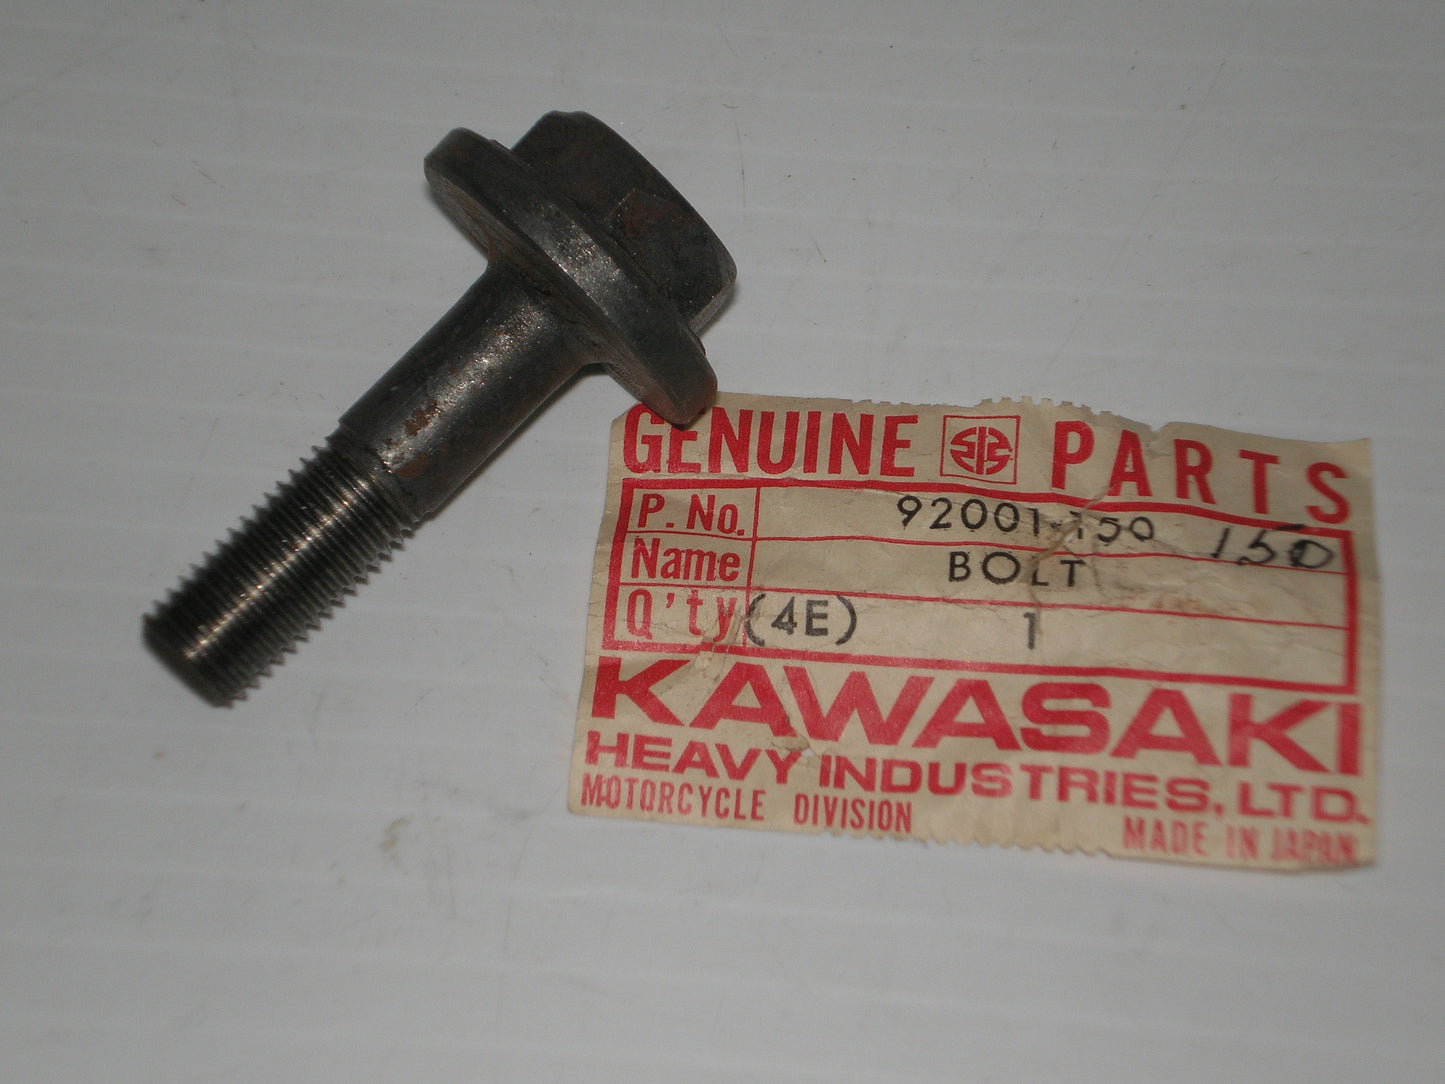 GENUINE PARTS
P. No. 92001-150 150
Name BOLT
Q'ty (4E) 1
KAWASAKI
HEAVY INDUSTRIES, LTD.
MOTORCYCLE DIVISION MADE IN JAPAN